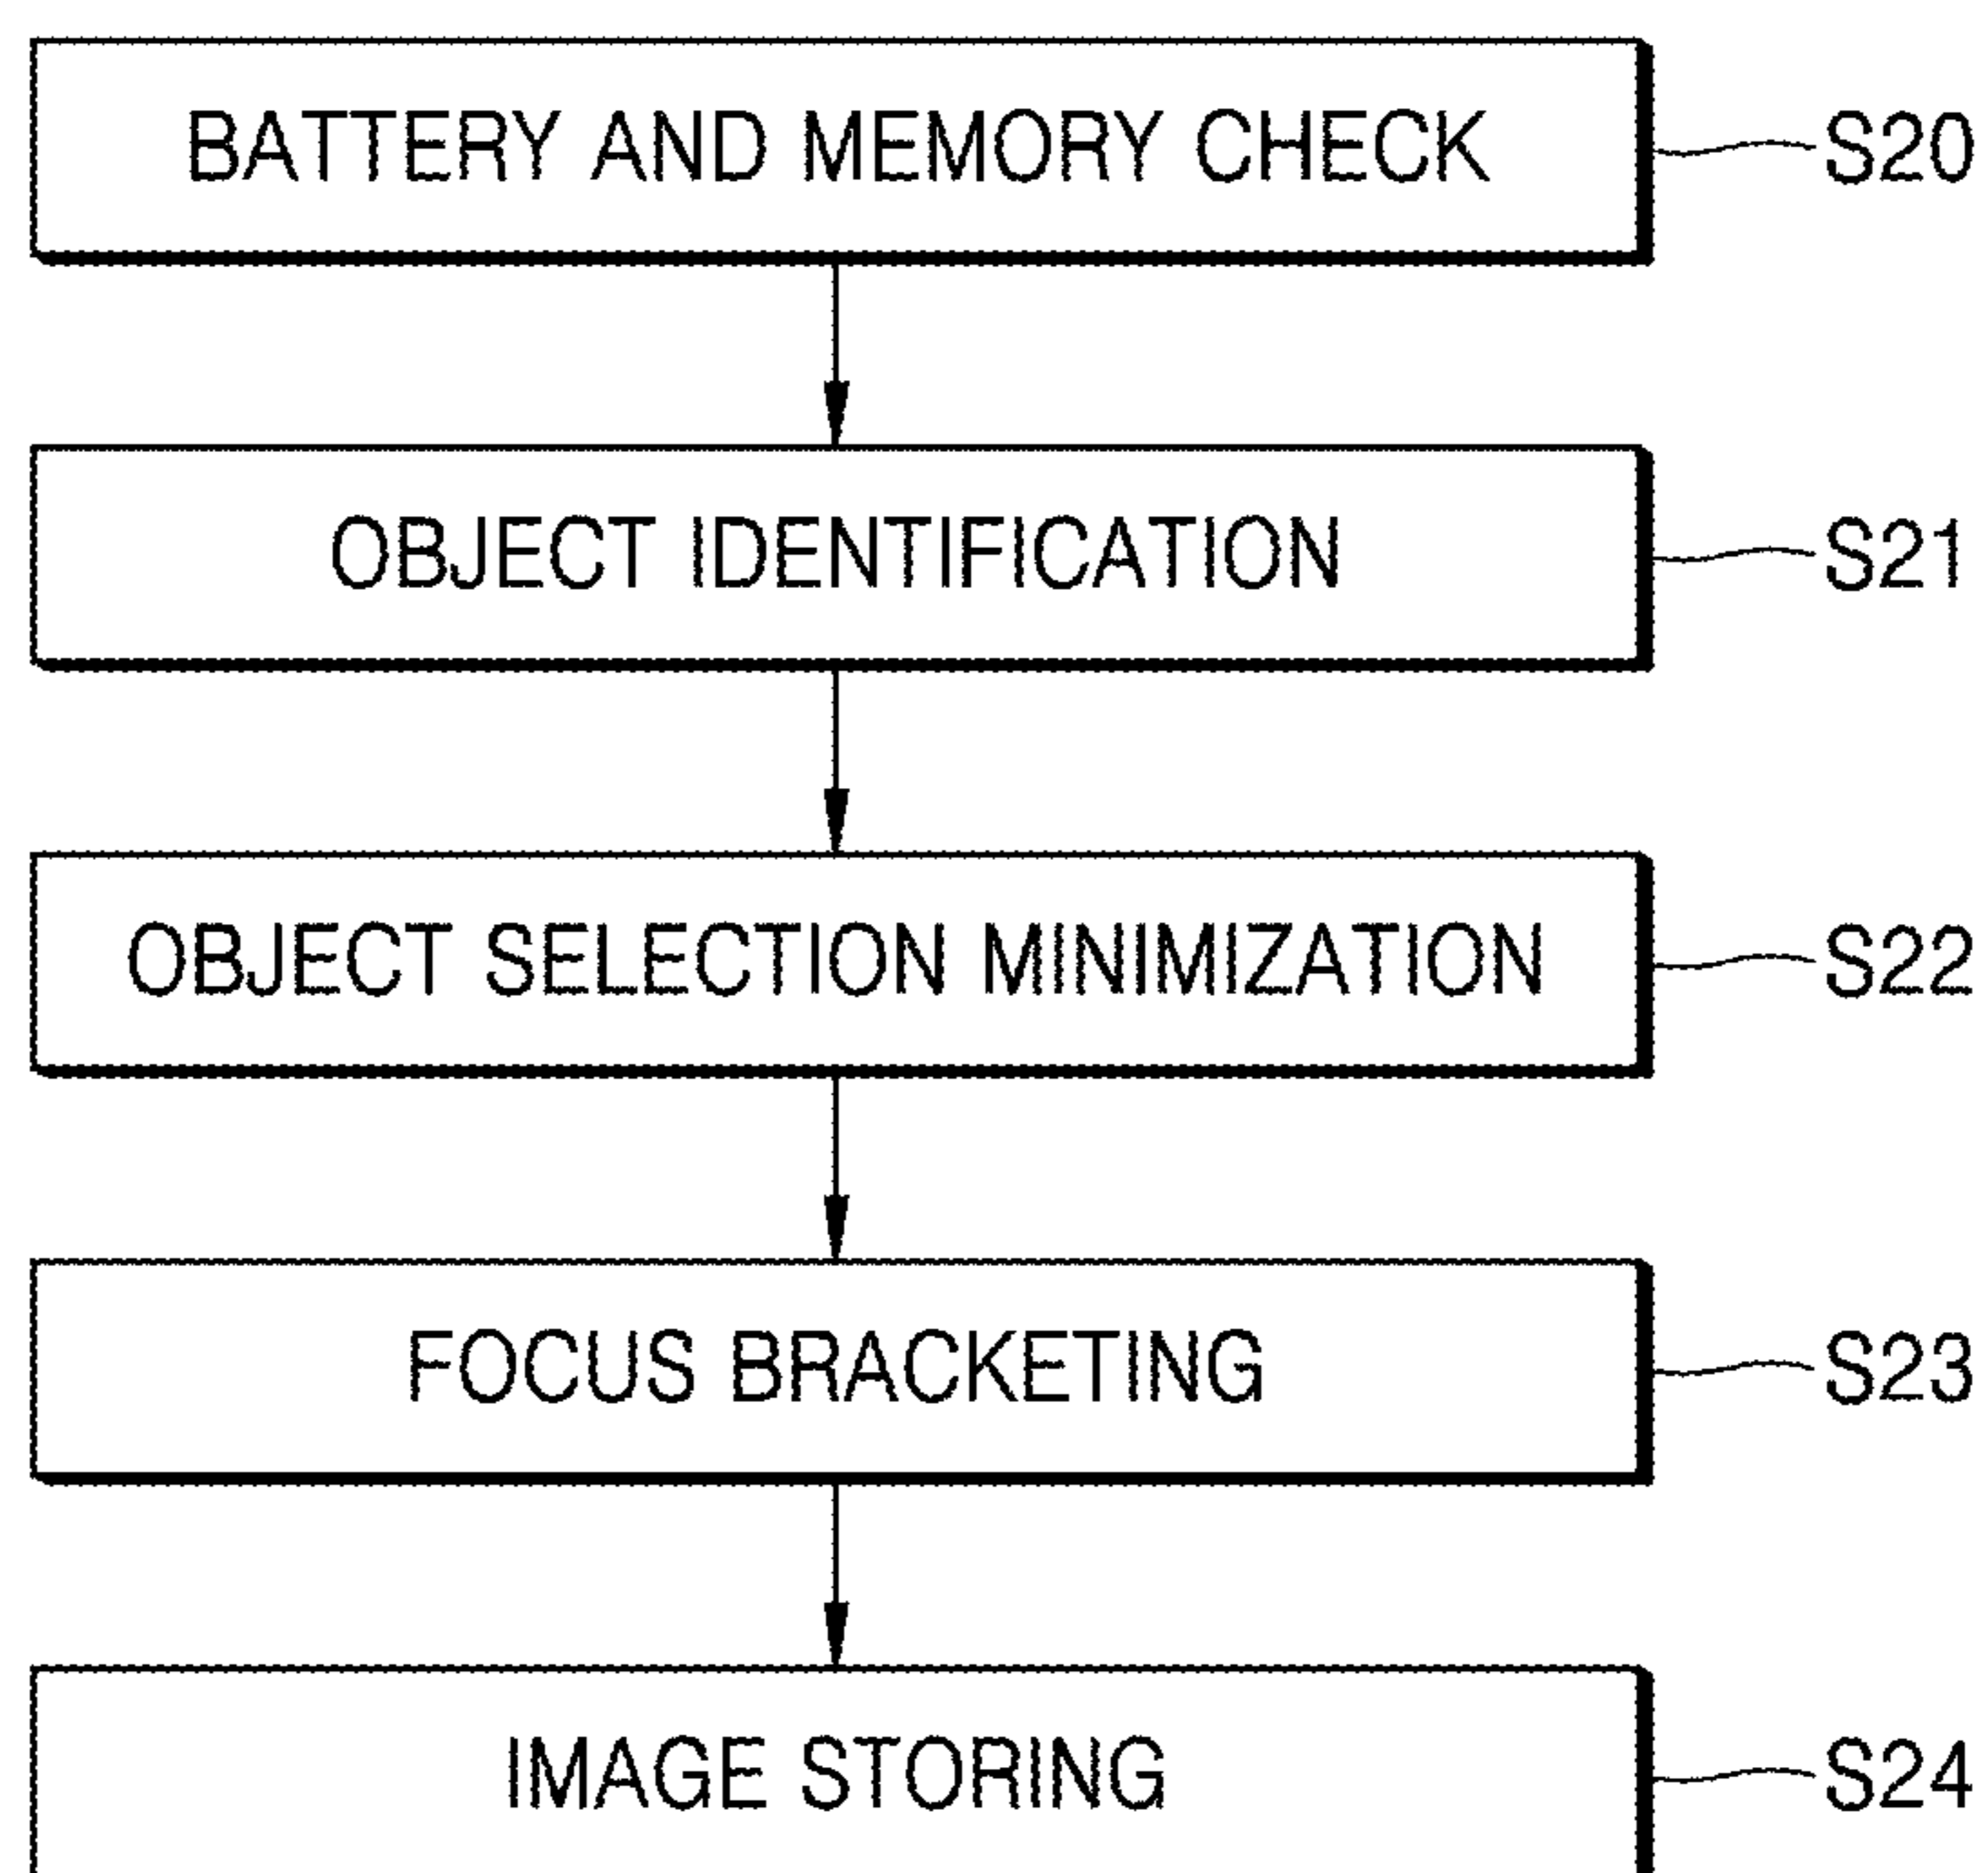 BATTERY AND MEMORY CHECK S20
OBJECT IDENTIFICATION S21
OBJECT SELECTION MINIMIZATION S22
FOCUS BRACKETING S23
IMAGE STORING S24